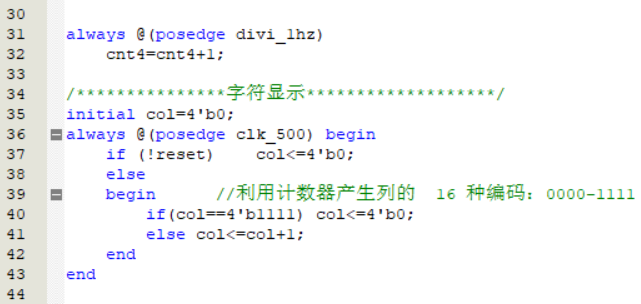 30
31 always @(posedge divi_1hz)
32 cnt4=cnt4+1;
33
34 /***************字符显示*******************/
35 initial col=4'b0;
36 always @(posedge clk_500) begin
37 if (!reset) col<=4'b0;
38 else
39 begin //利用计数器产生列的 16 种编码：0000-1111
40 if(col==4'b1111) col<=4'b0;
41 else col<=col+1;
42 end
43 end
44